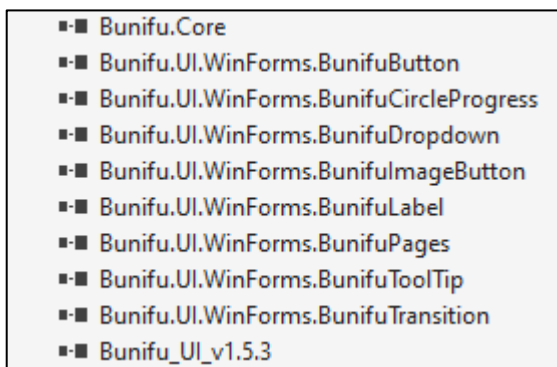 Bunifu.Core
Bunifu.UI.WinForms.BunifuButton
Bunifu.UI.WinForms.BunifuCircleProgress
Bunifu.UI.WinForms.BunifuDropdown
Bunifu.UI.WinForms.BunifuImageButton
Bunifu.UI.WinForms.BunifuLabel
Bunifu.UI.WinForms.BunifuPages
Bunifu.UI.WinForms.BunifuToolTip
Bunifu.UI.WinForms.BunifuTransition
Bunifu_UI_v1.5.3